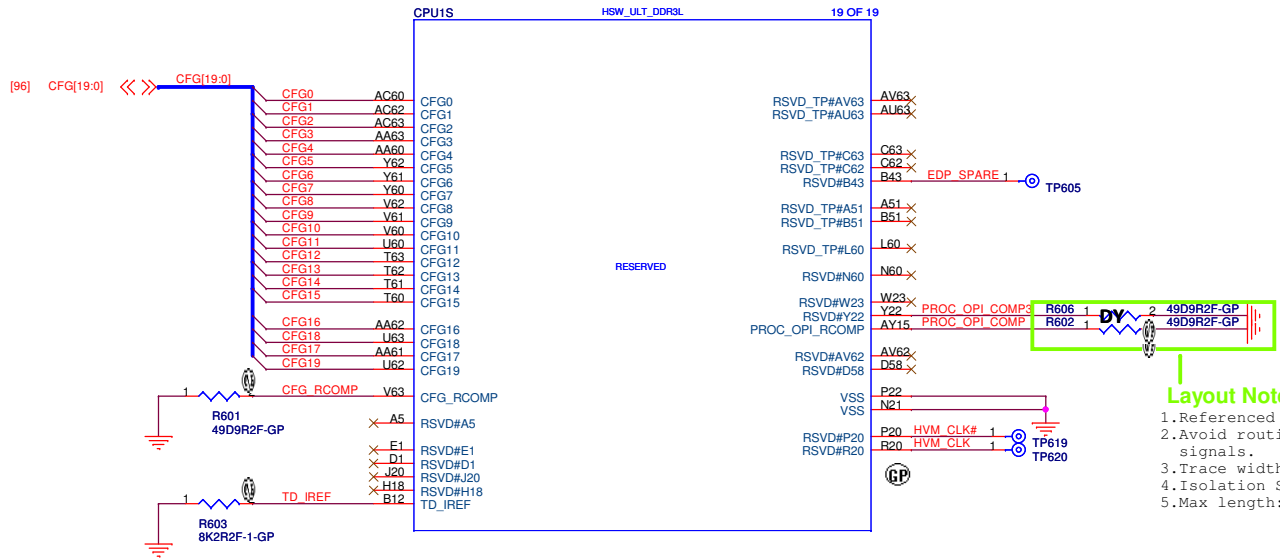 CPU1S HSW_ULT_DDR3L 19 OF 19
[96] CFG[19:0] CFG[19:0]
CFG0 AC60 CFG0
CFG1 AC62 CFG1
CFG2 AC63 CFG2
CFG3 AA63 CFG3
CFG4 AA60 CFG4
CFG5 Y62 CFG5
CFG6 Y61 CFG6
CFG7 Y60 CFG7
CFG8 V62 CFG8
CFG9 V61 CFG9
CFG10 V60 CFG10
CFG11 U60 CFG11
CFG12 T63 CFG12
CFG13 T62 CFG13
CFG14 T61 CFG14
CFG15 T60 CFG15
CFG16 AA62 CFG16
CFG18 U63 CFG18
CFG17 AA61 CFG17
CFG19 U62 CFG19
1 CFG_RCOMP V63 CFG_RCOMP
R601
49D9R2F-GP
A5 RSVD#A5
E1 RSVD#E1
D1 RSVD#D1
J20 RSVD#J20
H18 RSVD#H18
1 TD_IREF B12 TD_IREF
R603
8K2R2F-1-GP
RESERVED
RSVD_TP#AV63 AV63
RSVD_TP#AU63 AU63
RSVD_TP#C63 C63
RSVD_TP#C62 C62
RSVD#B43 B43 EDP_SPARE 1 TP605
RSVD_TP#A51 A51
RSVD_TP#B51 B51
RSVD_TP#L60 L60
RSVD#N60 N60
RSVD#W23 W23
RSVD#Y22 Y22 PROC_OPI_COMP3 R606 1 DY 2 49D9R2F-GP
PROC_OPI_RCOMP AY15 PROC_OPI_COMP R602 1 49D9R2F-GP
RSVD#AV62 AV62
RSVD#D58 D58
VSS P22
VSS N21
RSVD#P20 P20 HVM_CLK# 1 TP619
RSVD#R20 R20 HVM_CLK 1 TP620
GP
Layout Note
1.Referenced
2.Avoid routi
signals.
3.Trace width
4.Isolation S
5.Max length: